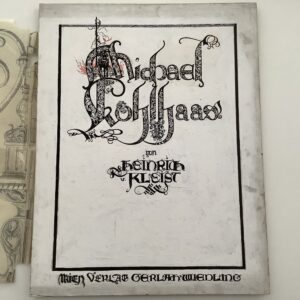 Michael
Kohlhaas
von
HEINRICH
v. KLEIST
WIEN VERLAG GERLACH WIEDLING